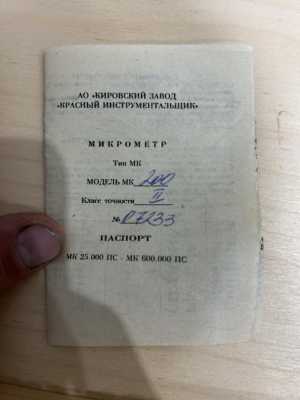 АО «КИРОВСКИЙ ЗАВОД
«КРАСНЫЙ ИНСТРУМЕНТАЛЬЩИК»
МИКРОМЕТР
Тип МК
МОДЕЛЬ МК 200
Класс точности II
№ 07233
ПАСПОРТ
МК 25.000 ПС - МК 600.000 ПС